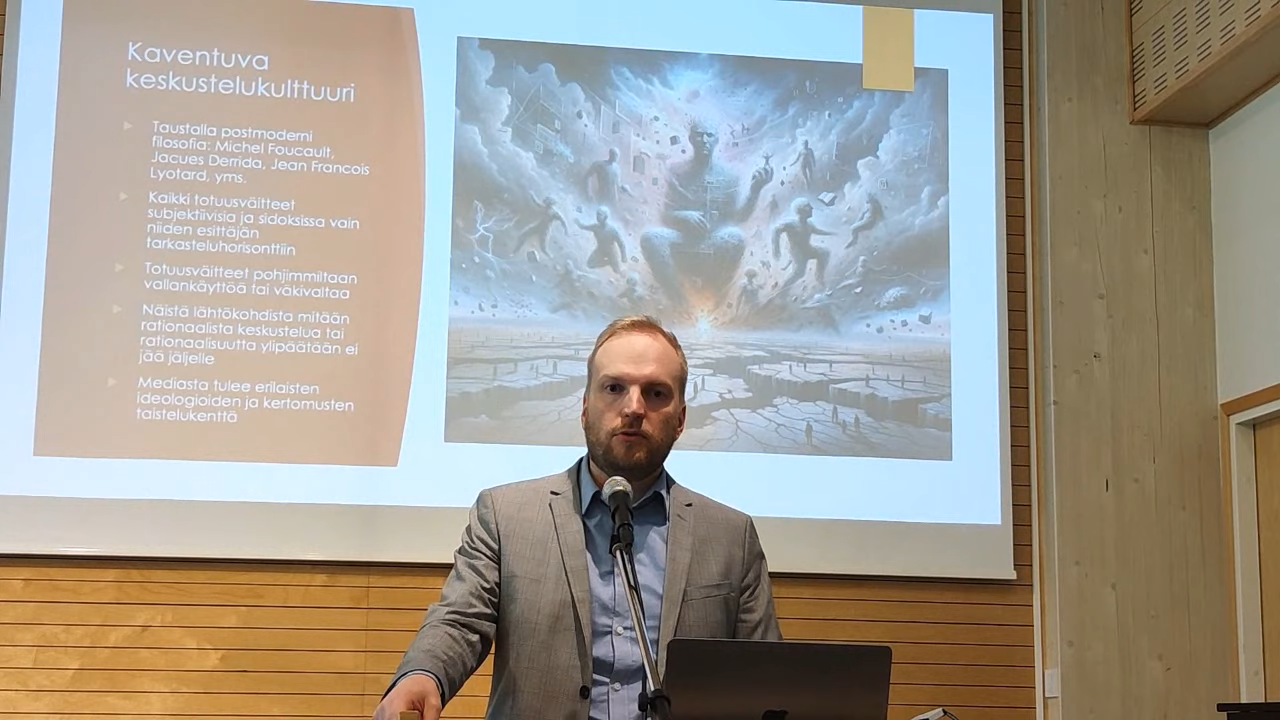 Kaventuva
keskustelukulttuuri
Taustalla postmoderni
filosofia: Michel Foucault,
Jacues Derrida, Jean Francois
Lyotard, yms.
Kaikki totuusväitteet
subjektiivisia ja sidoksissa vain
niiden esittäjän
tarkasteluhorisonttiin
Totuusväitteet pohjimmiltaan
vallankäyttöä tai väkivaltaa
Näistä lähtökohdista mitään
rationaalista keskustelua tai
rationaalisuutta ylipäätään ei
jää jäljelle
Mediasta tulee erilaisten
ideologioiden ja kertomusten
taistelukenttä